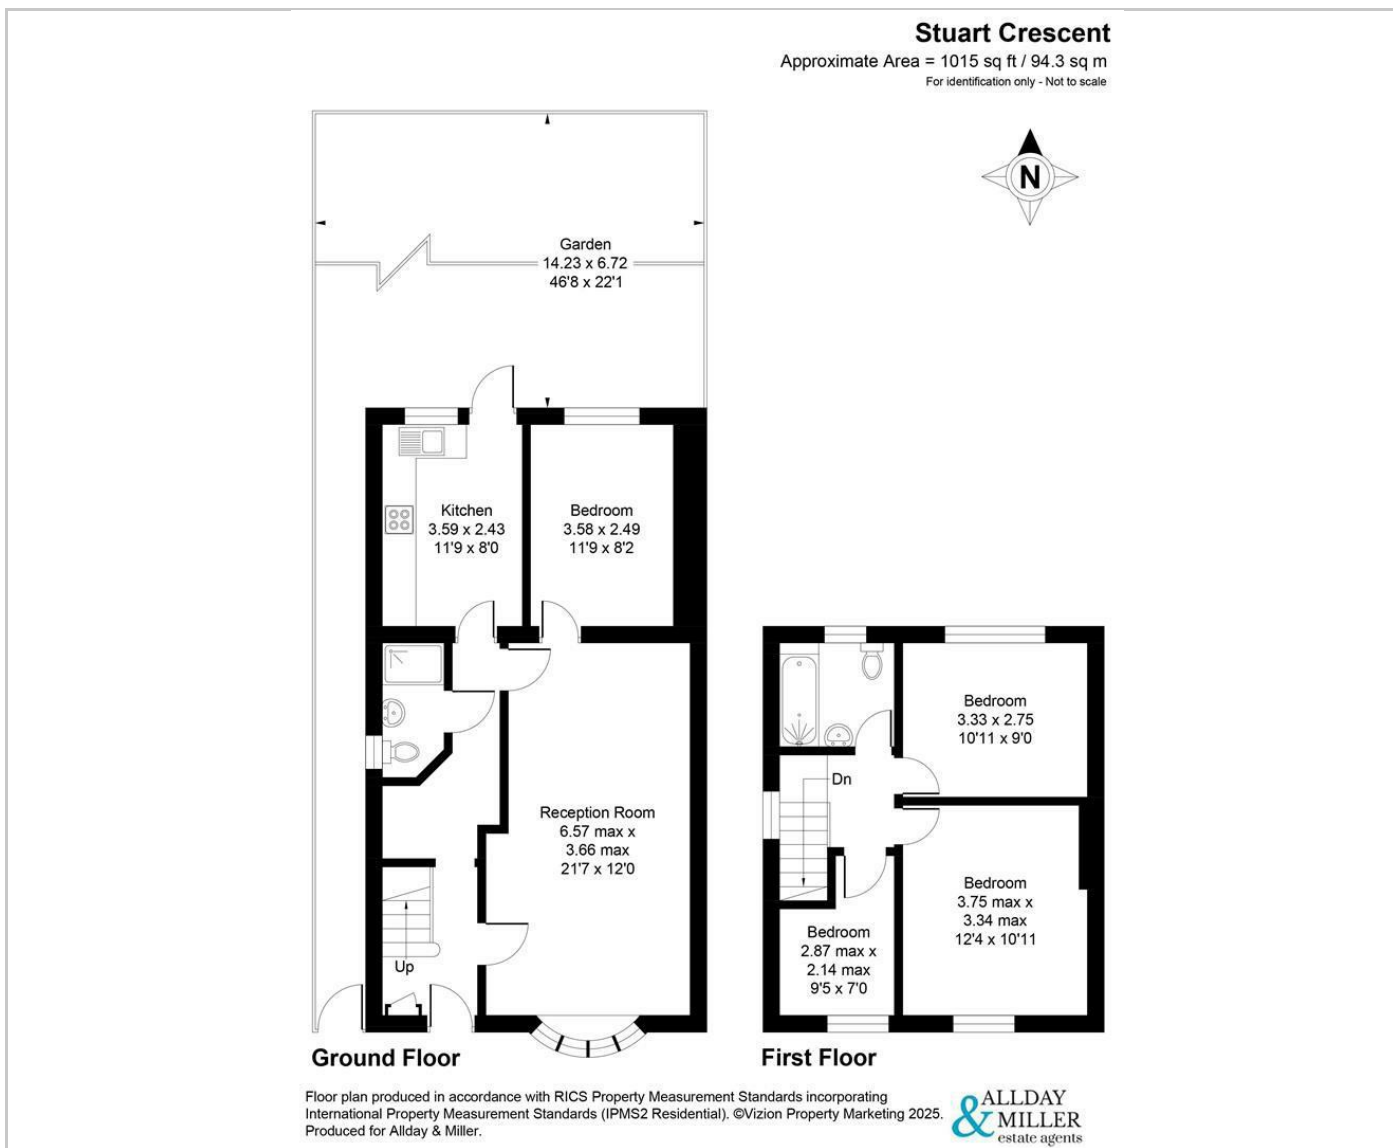 Stuart Crescent
Approximate Area = 1015 sq ft / 94.3 sq m
For identification only - Not to scale
N
Garden
14.23 x 6.72
46'8 x 22'1
Kitchen
3.59 x 2.43
11'9 x 8'0
Bedroom
3.58 x 2.49
11'9 x 8'2
Reception Room
6.57 max x
3.66 max
21'7 x 12'0
Up
Ground Floor
Bedroom
3.33 x 2.75
10'11 x 9'0
Dn
Bedroom
3.75 max x
3.34 max
12'4 x 10'11
Bedroom
2.87 max x
2.14 max
9'5 x 7'0
First Floor
Floor plan produced in accordance with RICS Property Measurement Standards incorporating
International Property Measurement Standards (IPMS2 Residential). ©Vizion Property Marketing 2025.
Produced for Allday & Miller.
ALLDAY
& MILLER
estate agents